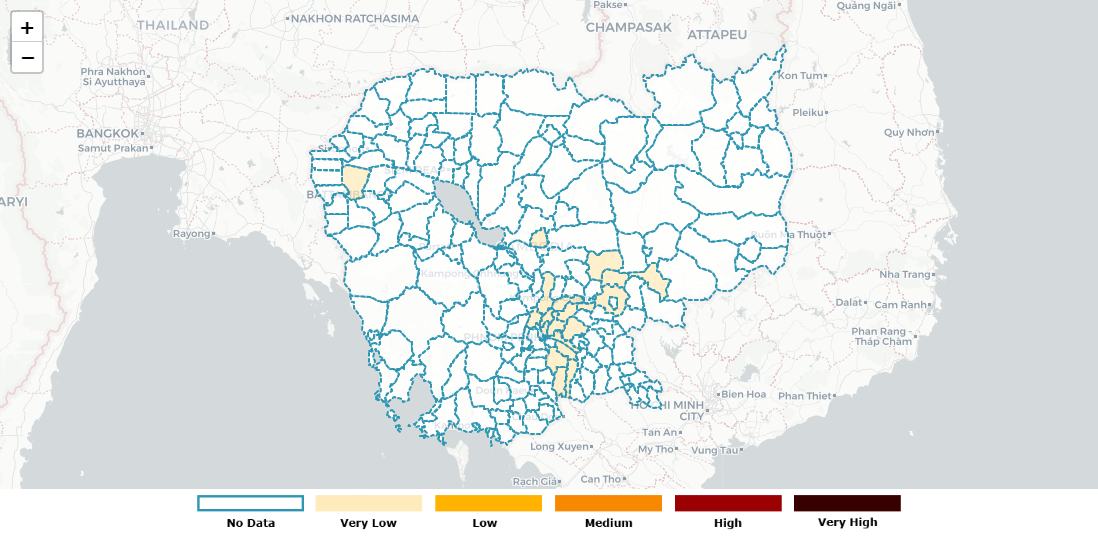 +
−
Pakse
Quảng Ngãi
THAILAND
NAKHON RATCHASIMA
CHAMPASAK
ATTAPEU
Phra Nakhon
Si Ayutthaya
Kon Tum
Pleiku
BANGKOK
Quy Nhơn
Samut Prakan
ARYI
Rayong
Buôn Ma Thuột
Nha Trang
Dalat
Cam Ranh
Phan Rang -
Tháp Chàm
Bien Hoa
Phan Thiet
HO CHI MINH
CITY
Tan An
Long Xuyen
My Tho
Vung Tau
Rạch Giá
Can Tho
No Data
Very Low
Low
Medium
High
Very High